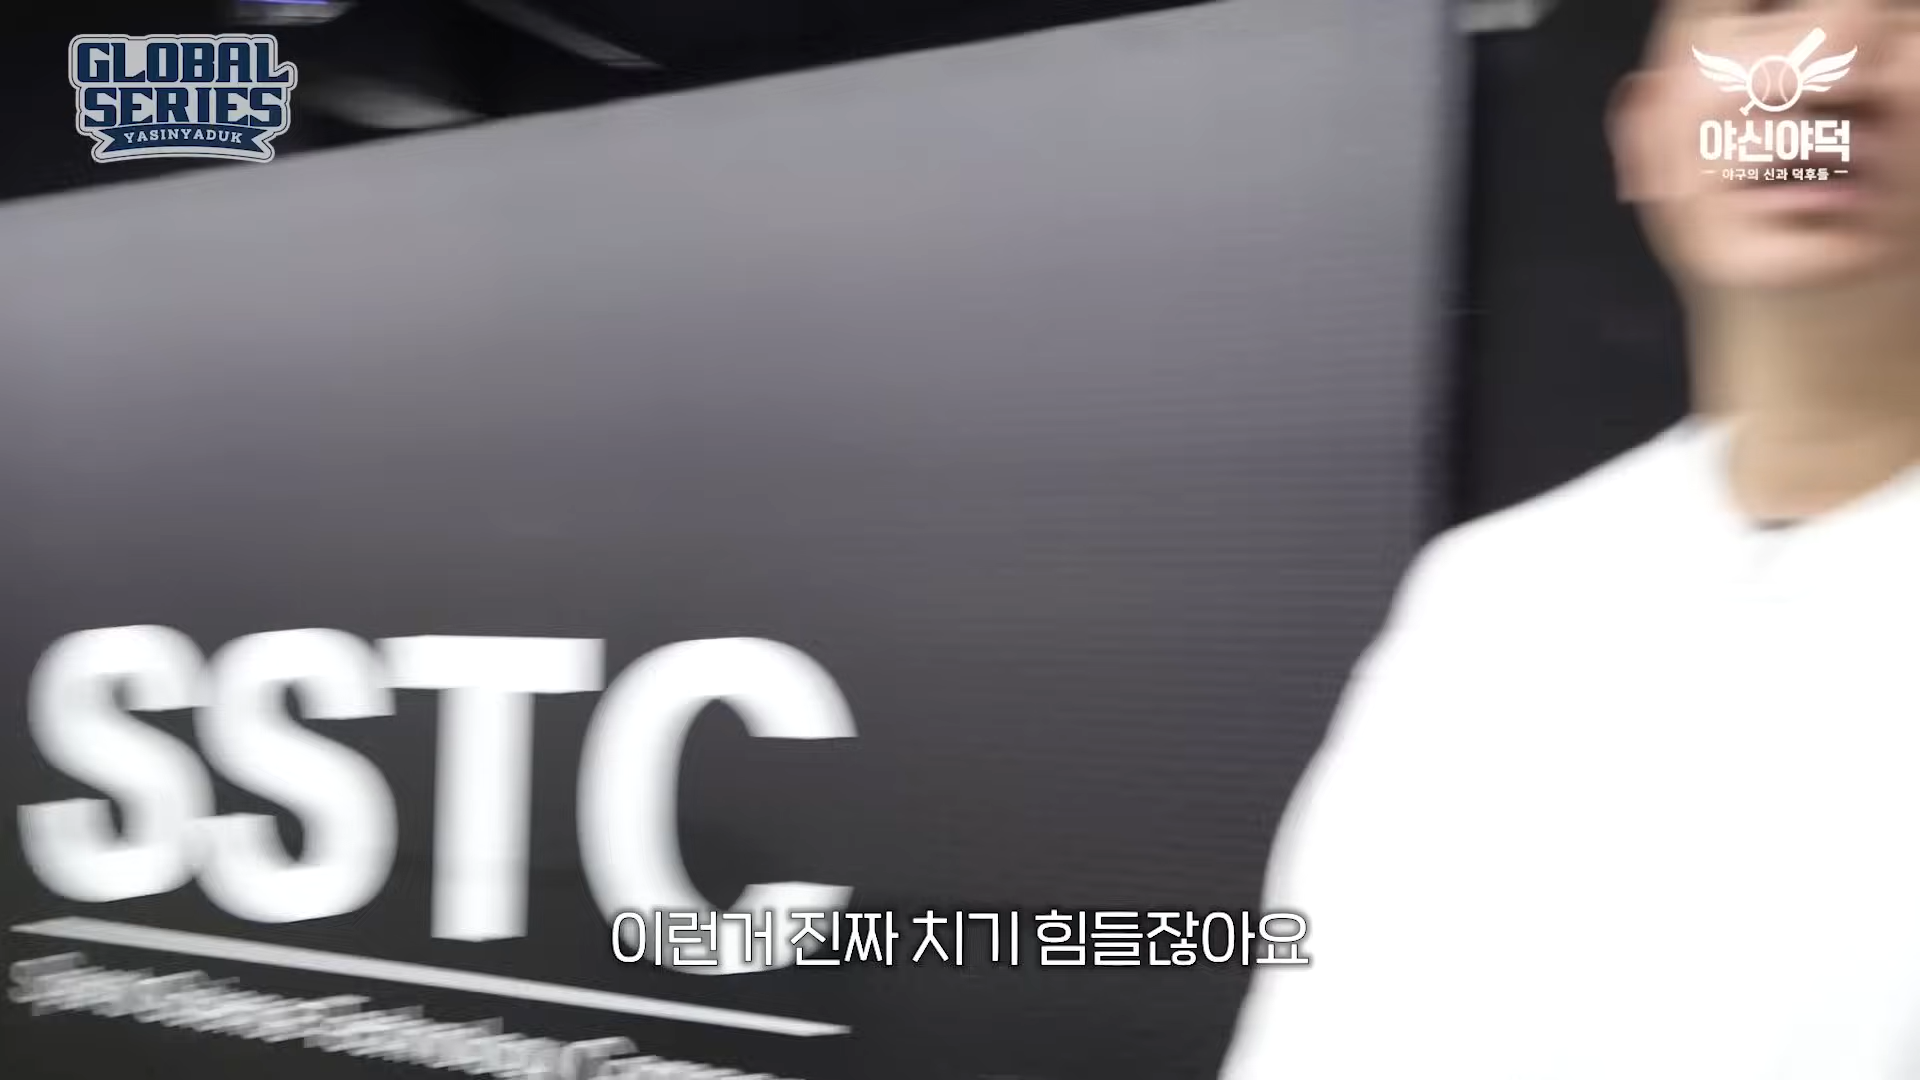 GLOBAL
SERIES
YASINYADUK
야신야덕
야구의 신과 덕후들
SSTC
이런거 진짜 치기 힘들잖아요